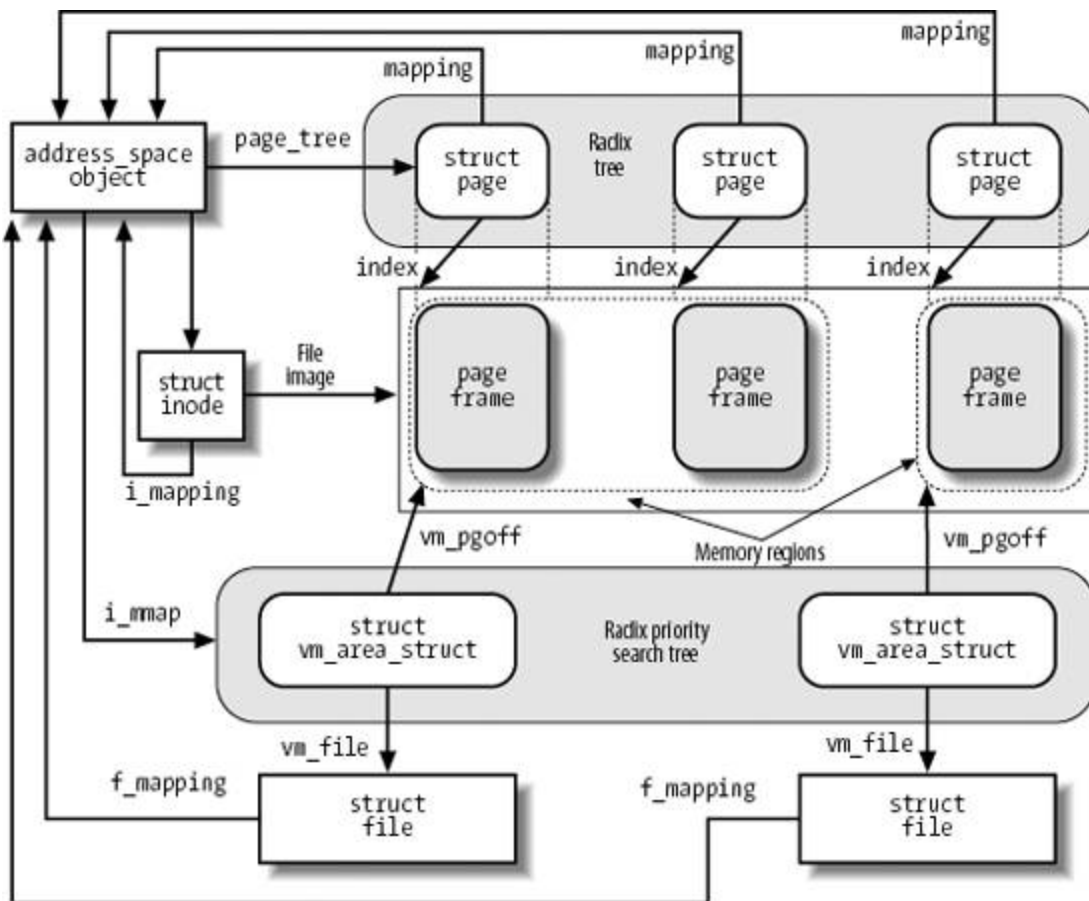 mapping
mapping
mapping
page_tree
address_space
object
Radix
tree
struct
page
struct
page
struct
page
index
index
index
File
image
struct
inode
page
frame
page
frame
page
frame
i_mapping
vm_pgoff
Memory regions
vm_pgoff
i_mmap
struct
vm_area_struct
Radix priority
search tree
struct
vm_area_struct
vm_file
vm_file
f_mapping
f_mapping
struct
file
struct
file